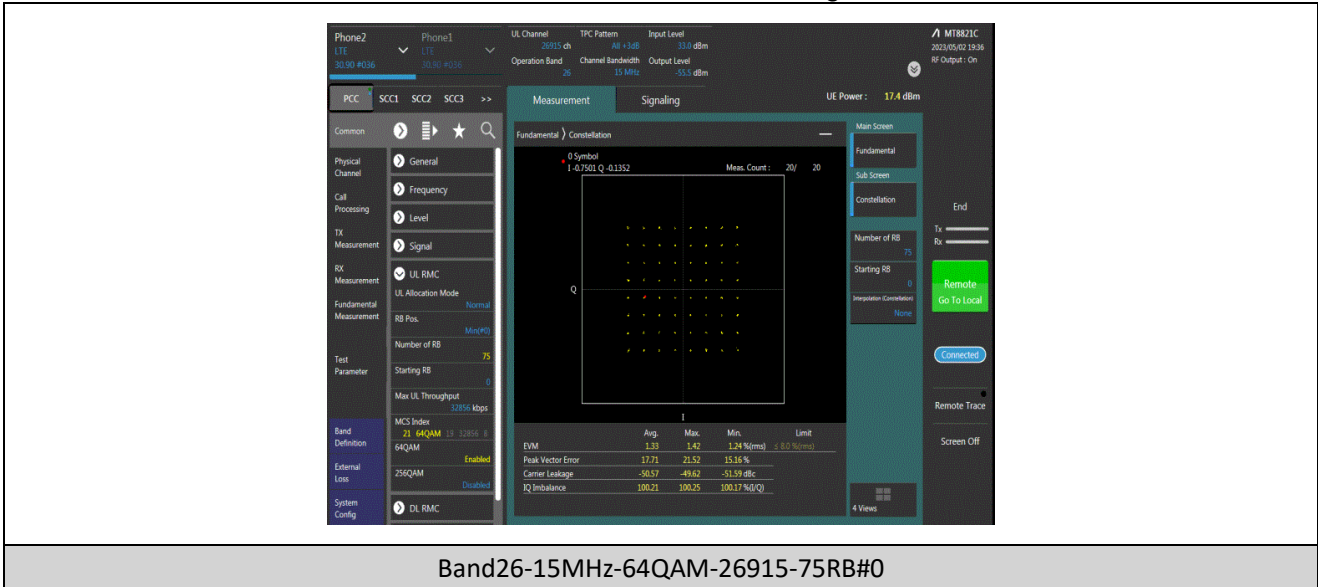 Phone2
LTE
30.90 #036
Phone1
LTE
30.90 #036
UL Channel
26915 ch
TPC Pattern
All +3dB
Input Level
33.0 dBm
Operation Band
26
Channel Bandwidth
15 MHz
Output Level
-53.5 dBm
MT8821C
2023/05/02 19:36
RF Output : On
PCC SCC1 SCC2 SCC3 >>
Measurement
Signaling
UE Power : 17.4 dBm
Common
Physical
Channel
Call
Processing
TX
Measurement
RX
Measurement
Fundamental
Measurement
Test
Parameter
Band
Definition
External
Loss
System
Config
General
Frequency
Level
Signal
UL RMC
UL Allocation Mode
Normal
RB Pos.
Min(#0)
Number of RB
75
Starting RB
0
Max UL Throughput
32856 kbps
MCS Index
21 64QAM 19 32856 8
64QAM
Enabled
256QAM
Disabled
DL RMC
Fundamental 〉 Constellation
0 Symbol
I -0.7501 Q -0.1352
Meas. Count : 20/ 20
Q
I
Avg. Max. Min. Limit
EVM 1.33 1.42 1.24 %(rms) ≤ 8.0 %(rms)
Peak Vector Error 17.71 21.52 15.16 %
Carrier Leakage -50.57 -49.62 -51.59 dBc
IQ Imbalance 100.21 100.25 100.17 %(I/Q)
Main Screen
Fundamental
Sub Screen
Constellation
Number of RB
75
Starting RB
0
Interpolation (Constellation)
None
4 Views
End
Tx
Rx
Remote
Go To Local
Connected
Remote Trace
Screen Off
Band26-15MHz-64QAM-26915-75RB#0